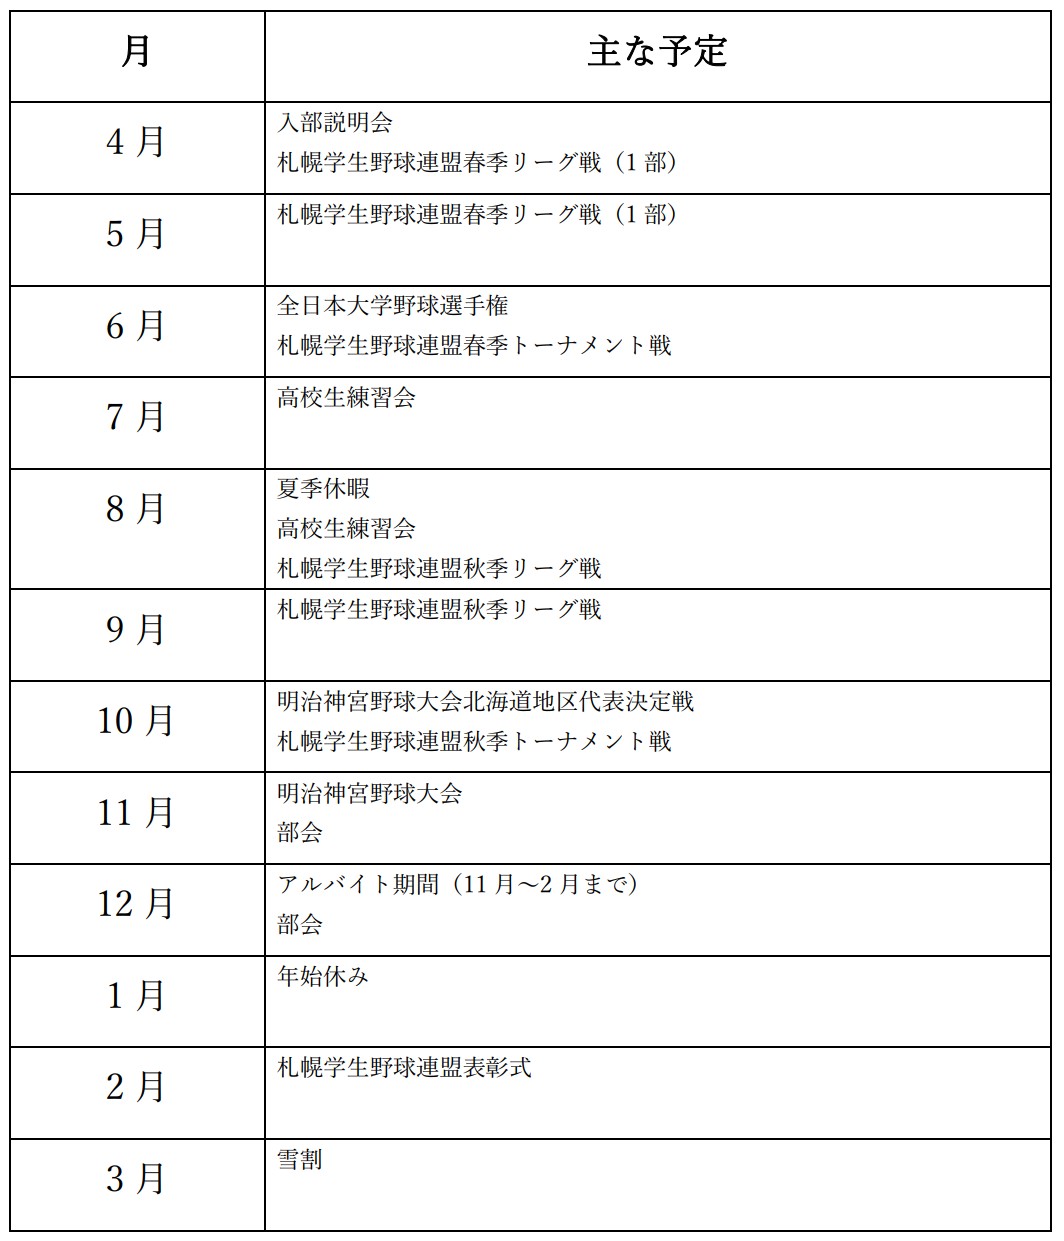 月 主な予定
4 月
入部説明会
札幌学生野球連盟春季リーグ戦（1 部）
5 月
札幌学生野球連盟春季リーグ戦（1 部）
6 月
全日本大学野球選手権
札幌学生野球連盟春季トーナメント戦
7 月
高校生練習会
8 月
夏季休暇
高校生練習会
札幌学生野球連盟秋季リーグ戦
9 月
札幌学生野球連盟秋季リーグ戦
10 月
明治神宮野球大会北海道地区代表決定戦
札幌学生野球連盟秋季トーナメント戦
11 月
明治神宮野球大会
部会
12 月
アルバイト期間（11 月～2 月まで）
部会
1 月
年始休み
2 月
札幌学生野球連盟表彰式
3 月
雪割